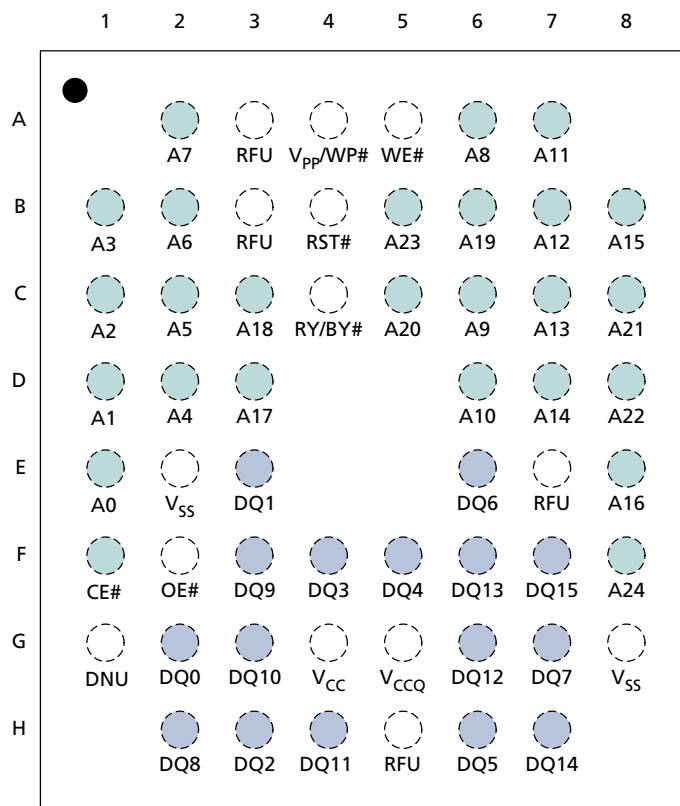 1 2 3 4 5 6 7 8
A
A7 RFU VPP/WP# WE# A8 A11
B
A3 A6 RFU RST# A23 A19 A12 A15
C
A2 A5 A18 RY/BY# A20 A9 A13 A21
D
A1 A4 A17 A10 A14 A22
E
A0 VSS DQ1 DQ6 RFU A16
F
CE# OE# DQ9 DQ3 DQ4 DQ13 DQ15 A24
G
DNU DQ0 DQ10 VCC VCCQ DQ12 DQ7 VSS
H
DQ8 DQ2 DQ11 RFU DQ5 DQ14